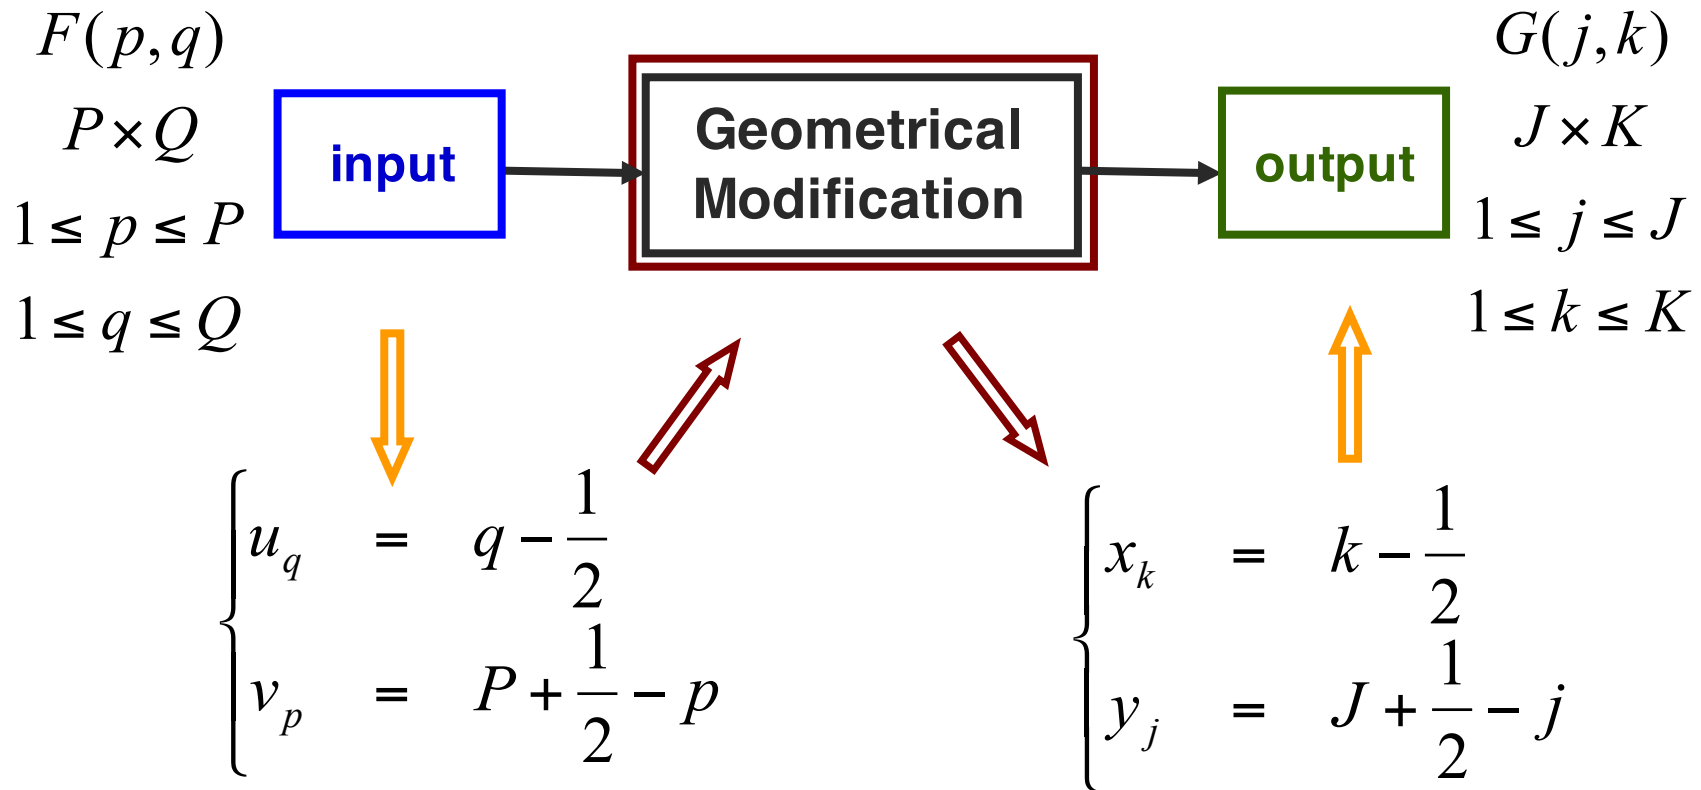 F(p,q)
P×Q
1 ≤ p ≤ P
1 ≤ q ≤ Q
input
Geometrical
Modification
output
G(j,k)
J×K
1 ≤ j ≤ J
1 ≤ k ≤ K
u_q = q − 1/2
v_p = P + 1/2 − p
x_k = k − 1/2
y_j = J + 1/2 − j